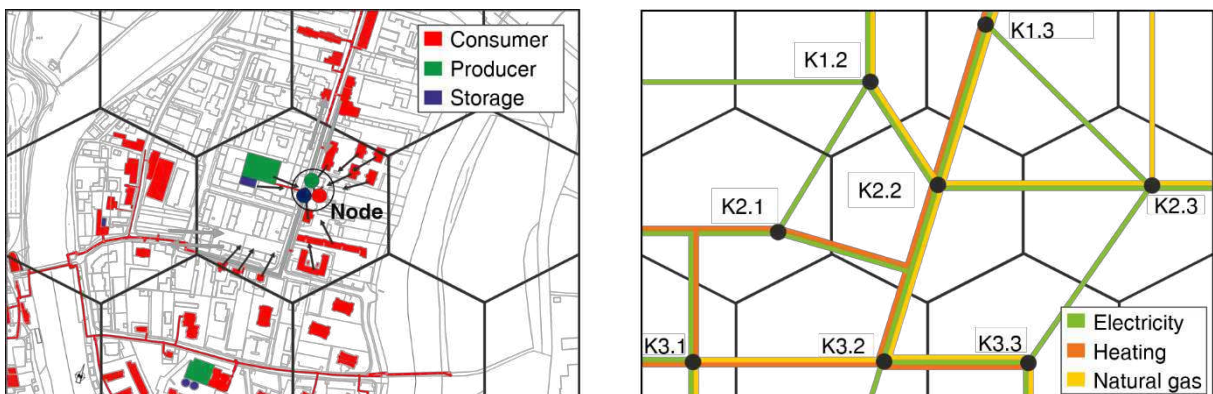 Consumer
Producer
Storage
Node
K1.3
K1.2
K2.1
K2.2
K2.3
K3.1
K3.2
K3.3
Electricity
Heating
Natural gas